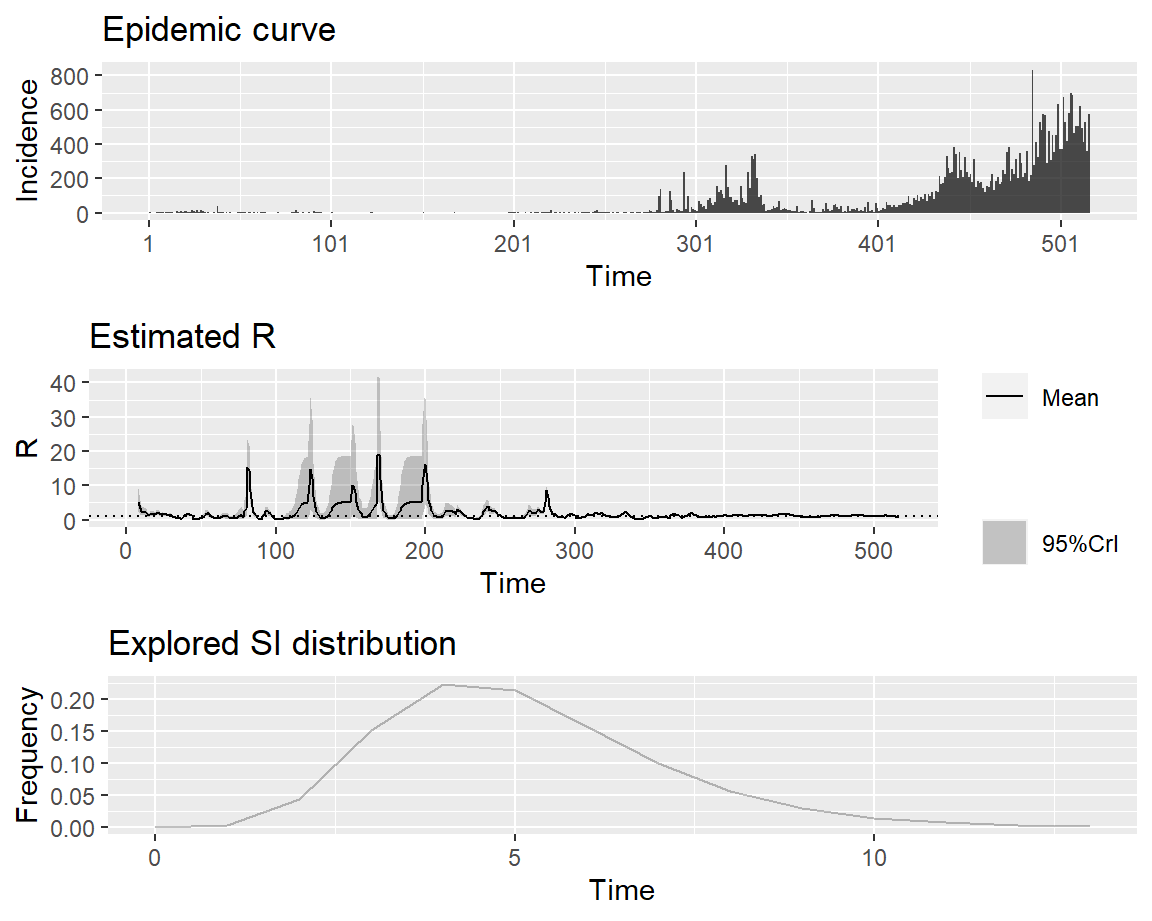 Epidemic curve
800
600
400
200
0
Incidence
1 101 201 301 401 501
Time
Estimated R
40
30
20
10
0
R
0 100 200 300 400 500
Time
Mean
95%CrI
Explored SI distribution
0.20
0.15
0.10
0.05
0.00
Frequency
0 5 10
Time